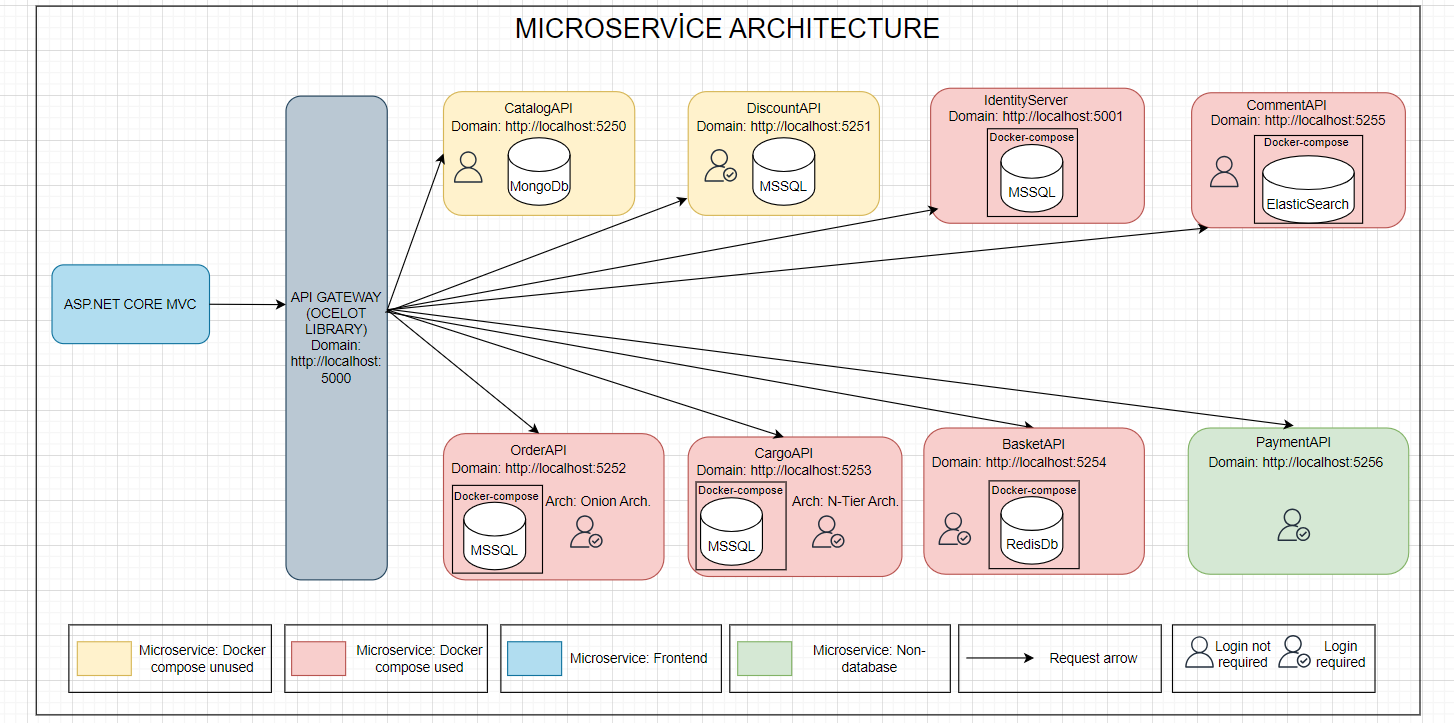 MICROSERVİCE ARCHITECTURE
CatalogAPI
Domain: http://localhost:5250
MongoDb
DiscountAPI
Domain: http://localhost:5251
MSSQL
IdentityServer
Domain: http://localhost:5001
Docker-compose
MSSQL
CommentAPI
Domain: http://localhost:5255
Docker-compose
ElasticSearch
ASP.NET CORE MVC
API GATEWAY
(OCELOT
LIBRARY)
Domain:
http://localhost:
5000
OrderAPI
Domain: http://localhost:5252
Docker-compose
Arch: Onion Arch.
MSSQL
CargoAPI
Domain: http://localhost:5253
Docker-compose
Arch: N-Tier Arch.
MSSQL
BasketAPI
Domain: http://localhost:5254
Docker-compose
RedisDb
PaymentAPI
Domain: http://localhost:5256
Microservice: Docker
compose unused
Microservice: Docker
compose used
Microservice: Frontend
Microservice: Non-
database
Request arrow
Login not
required
Login
required